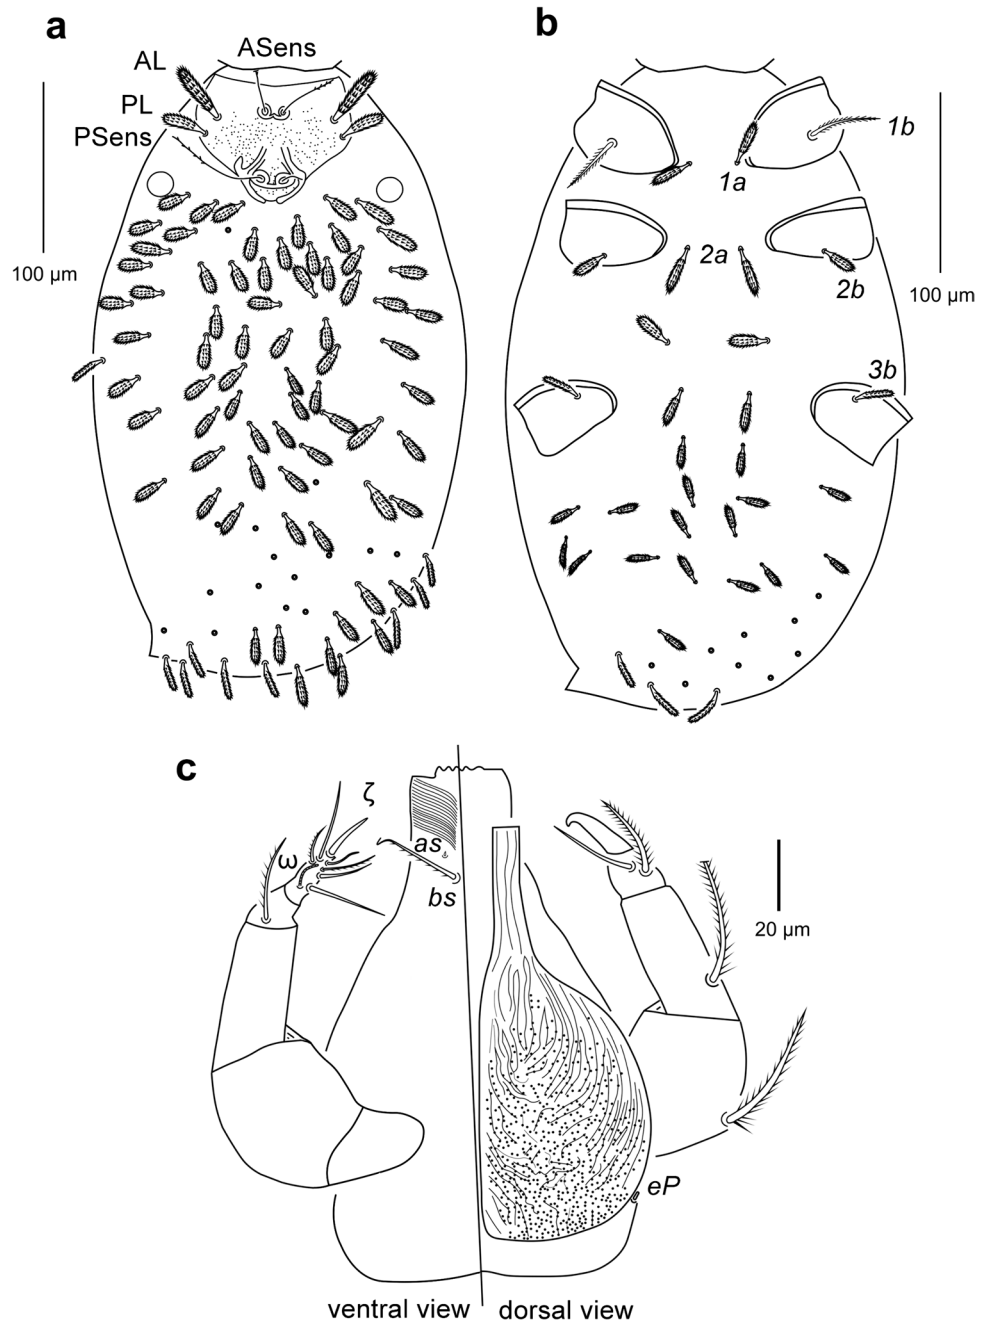 a
b
ASens
AL
PL
PSens
100 µm
1b
1a
2a
2b
100 µm
3b
c
ζ
ω
as
bs
20 µm
eP
ventral view
dorsal view